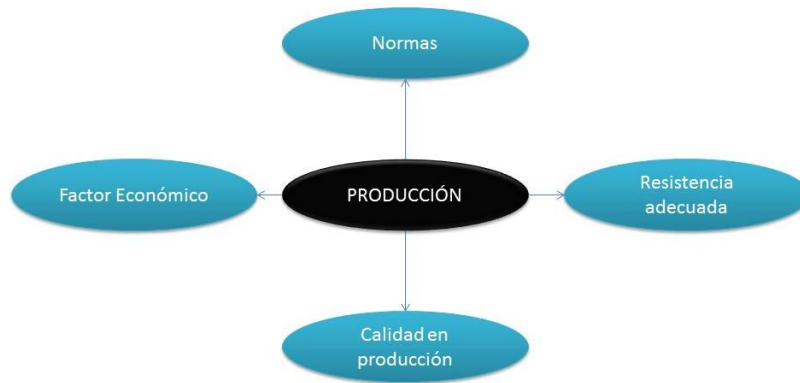 Normas
Factor Económico
PRODUCCIÓN
Resistencia
adecuada
Calidad en
producción